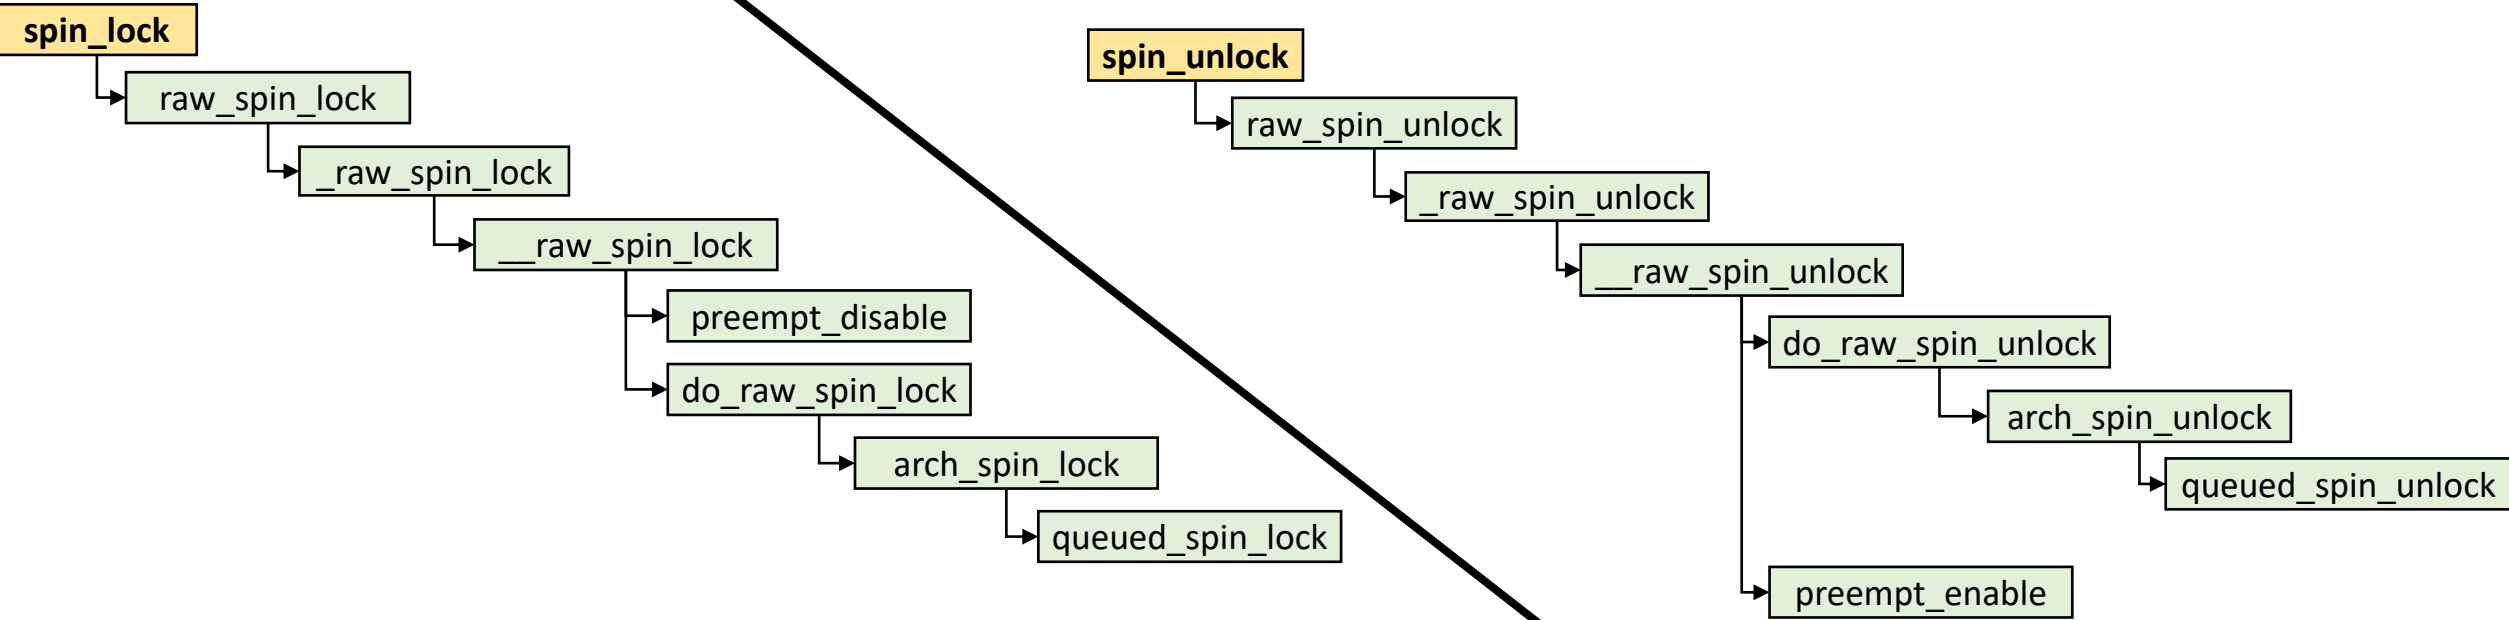 spin_lock
raw_spin_lock
_raw_spin_lock
__raw_spin_lock
preempt_disable
do_raw_spin_lock
arch_spin_lock
queued_spin_lock
spin_unlock
raw_spin_unlock
_raw_spin_unlock
__raw_spin_unlock
do_raw_spin_unlock
arch_spin_unlock
queued_spin_unlock
preempt_enable